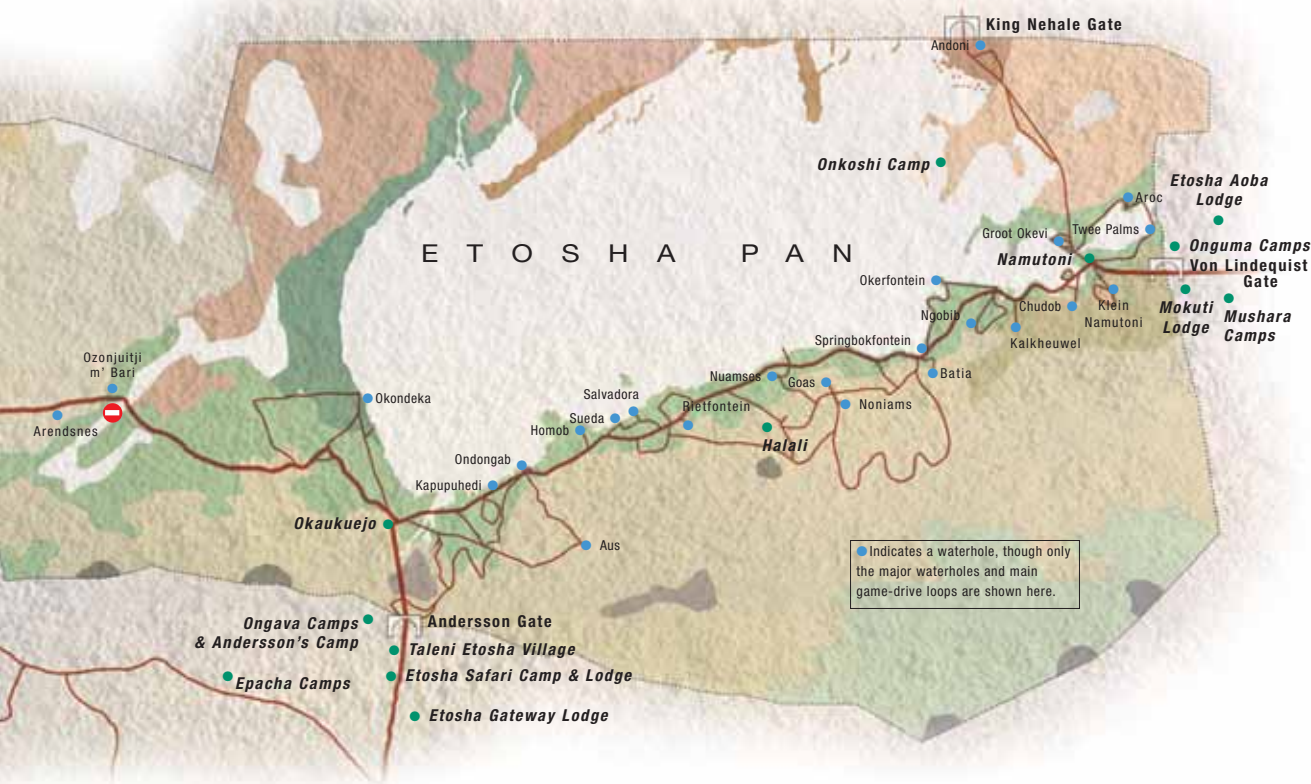 King Nehale Gate
Andoni
Onkoshi Camp
Etosha Aoba
Lodge
Aroc
Groot Okevi
Twee Palms
Onguma Camps
ETOSHA PAN
Namutoni
Von Lindequist
Gate
Okerfontein
Mokuti
Lodge
Mushara
Camps
Klein
Namutoni
Chudob
Ngobib
Kalkheuwel
Springbokfontein
Batia
Ozonjuitji
m' Bari
Arendsnes
Okondeka
Nuamses
Goas
Noniams
Salvadora
Rietfontein
Sueda
Homob
Halali
Ondongab
Kapupuhedi
Okaukuejo
Aus
Indicates a waterhole, though only
the major waterholes and main
game-drive loops are shown here.
Ongava Camps
& Andersson's Camp
Andersson Gate
Taleni Etosha Village
Etosha Safari Camp & Lodge
Epacha Camps
Etosha Gateway Lodge